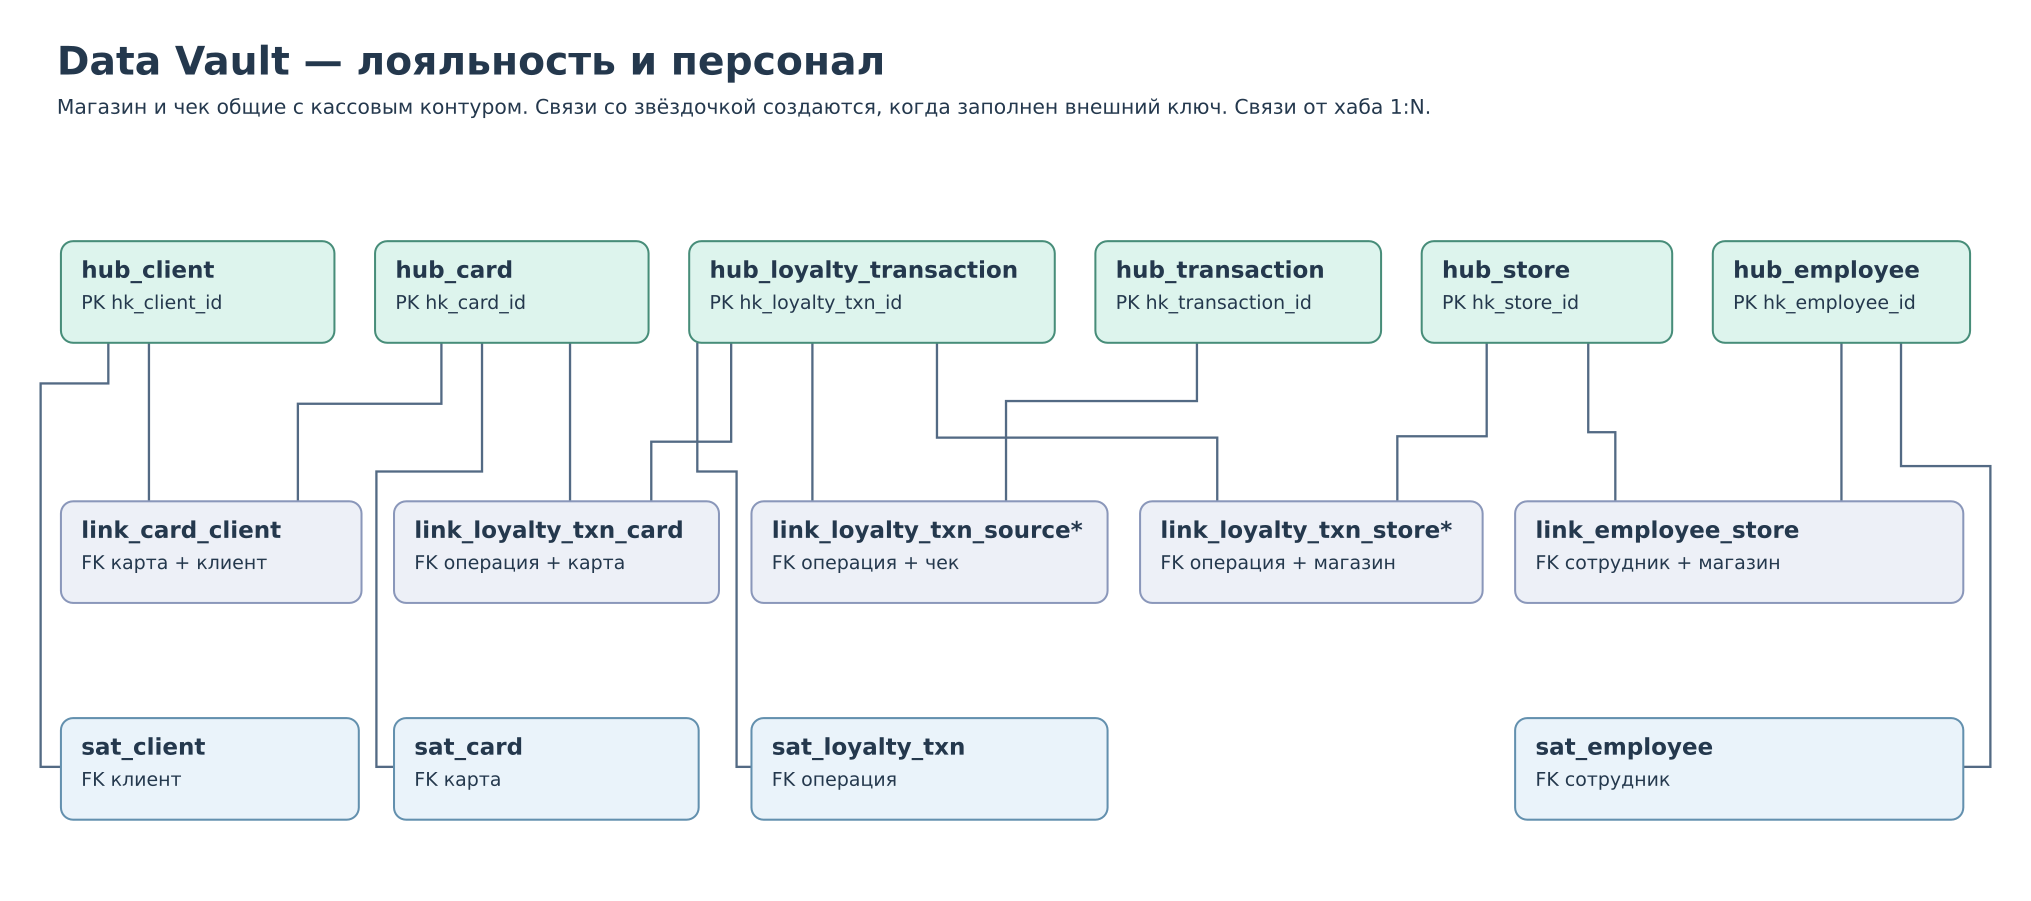 Data Vault — лояльность и персонал
Магазин и чек общие с кассовым контуром. Связи со звёздочкой создаются, когда заполнен внешний ключ. Связи от хаба 1:N.
hub_client
PK hk_client_id
hub_card
PK hk_card_id
hub_loyalty_transaction
PK hk_loyalty_txn_id
hub_transaction
PK hk_transaction_id
hub_store
PK hk_store_id
hub_employee
PK hk_employee_id
link_card_client
FK карта + клиент
link_loyalty_txn_card
FK операция + карта
link_loyalty_txn_source*
FK операция + чек
link_loyalty_txn_store*
FK операция + магазин
link_employee_store
FK сотрудник + магазин
sat_client
FK клиент
sat_card
FK карта
sat_loyalty_txn
FK операция
sat_employee
FK сотрудник